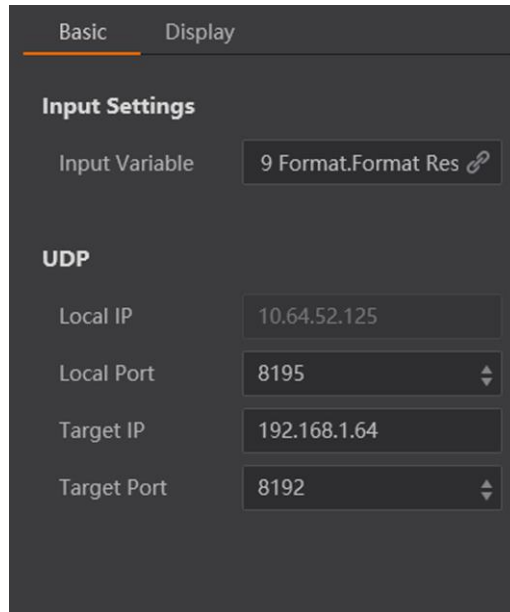 Basic Display
Input Settings
Input Variable 9 Format.Format Res
UDP
Local IP 10.64.52.125
Local Port 8195
Target IP 192.168.1.64
Target Port 8192